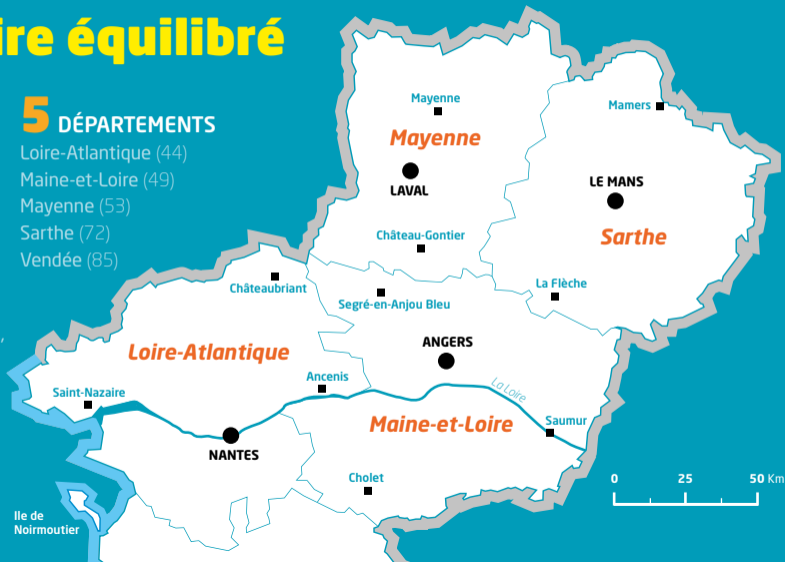 ire équilibré
5 DÉPARTEMENTS
Loire-Atlantique (44)
Maine-et-Loire (49)
Mayenne (53)
Sarthe (72)
Vendée (85)
Mayenne
Mamers
Mayenne
LAVAL
LE MANS
Château-Gontier
Sarthe
Châteaubriant
Segré-en-Anjou Bleu
La Flèche
ANGERS
Loire-Atlantique
Ancenis
La Loire
Saint-Nazaire
Maine-et-Loire
Saumur
NANTES
Cholet
0 25 50 Km
Ile de
Noirmoutier